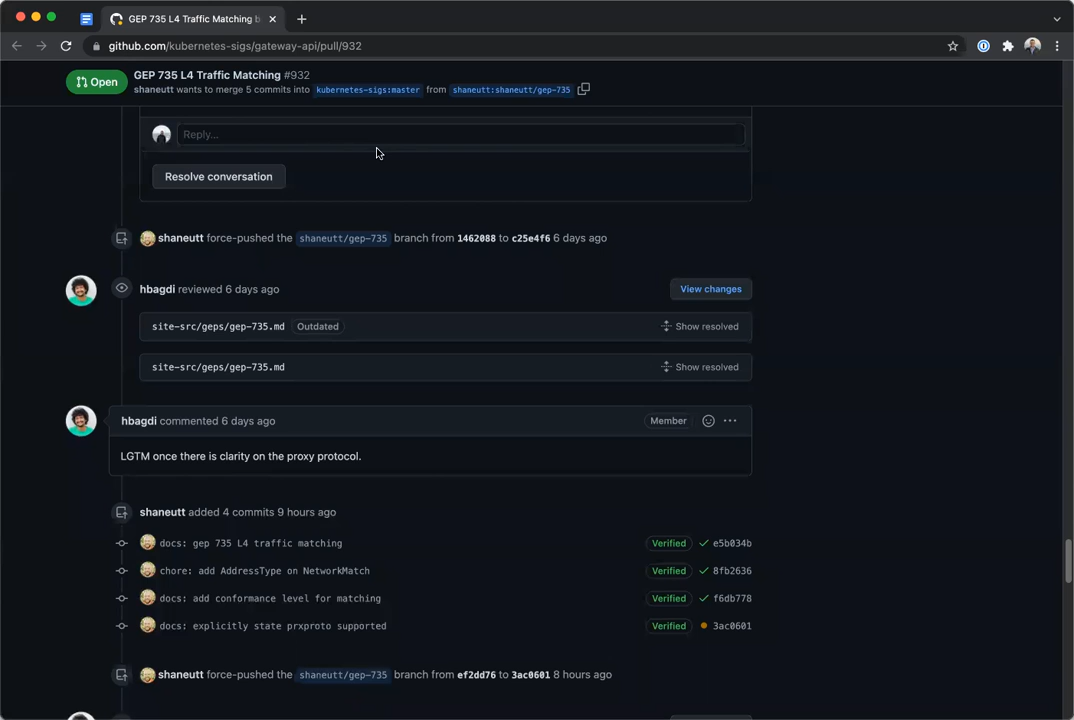 GEP 735 L4 Traffic Matching b
github.com/kubernetes-sigs/gateway-api/pull/932
Open
GEP 735 L4 Traffic Matching #932
shaneutt wants to merge 5 commits into kubernetes-sigs:master from shaneutt:shaneutt/gep-735
Reply...
Resolve conversation
shaneutt force-pushed the shaneutt/gep-735 branch from 1462088 to c25e4f6 6 days ago
hbagdi reviewed 6 days ago
View changes
site-src/geps/gep-735.md Outdated Show resolved
site-src/geps/gep-735.md Show resolved
hbagdi commented 6 days ago Member
LGTM once there is clarity on the proxy protocol.
shaneutt added 4 commits 9 hours ago
docs: gep 735 L4 traffic matching Verified e5b034b
chore: add AddressType on NetworkMatch Verified 8fb2636
docs: add conformance level for matching Verified f6db778
docs: explicitly state prxproto supported Verified 3ac0601
shaneutt force-pushed the shaneutt/gep-735 branch from ef2dd76 to 3ac0601 8 hours ago